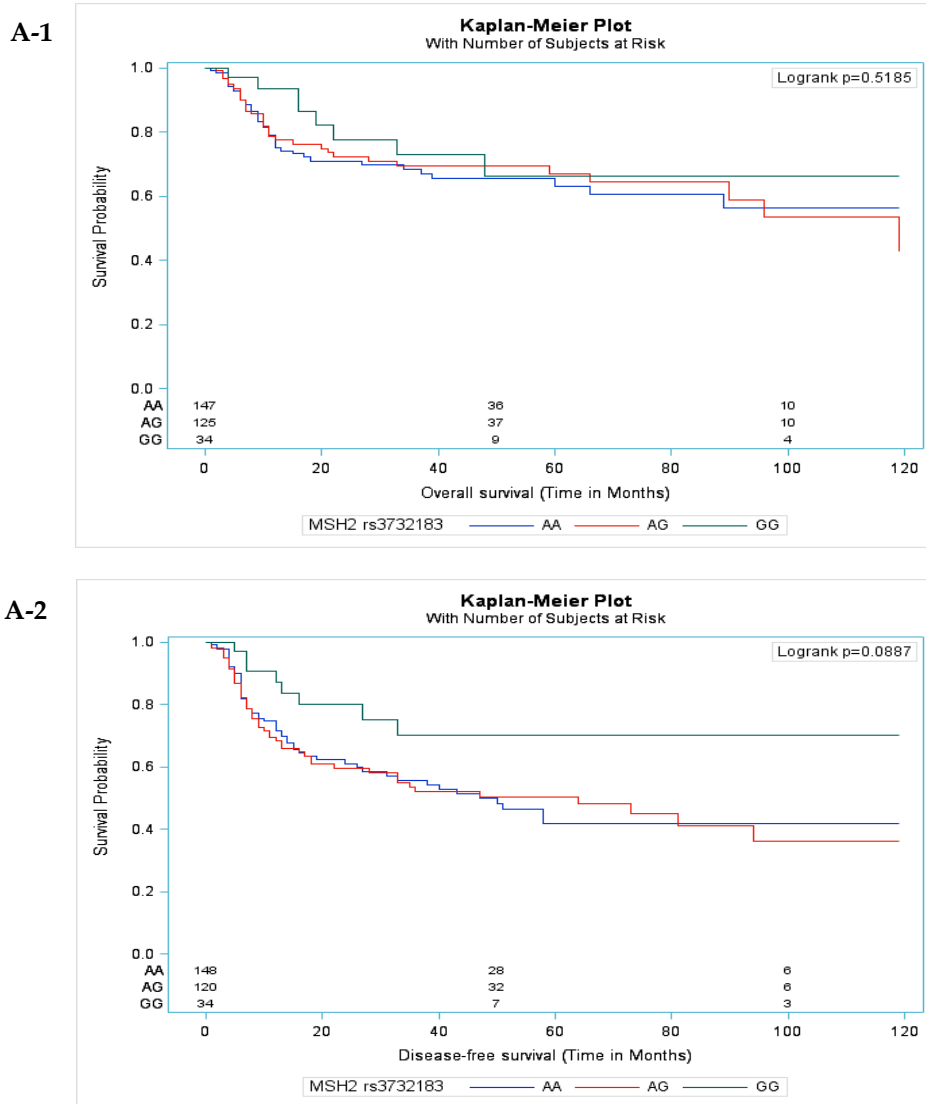 A-1
Kaplan-Meier Plot
With Number of Subjects at Risk
Logrank p=0.5185
Survival Probability
1.0
0.8
0.6
0.4
0.2
0.0
AA 147 36 10
AG 125 37 10
GG 34 9 4
0 20 40 60 80 100 120
Overall survival (Time in Months)
MSH2 rs3732183 AA AG GG
A-2
Kaplan-Meier Plot
With Number of Subjects at Risk
Logrank p=0.0887
Survival Probability
1.0
0.8
0.6
0.4
0.2
0.0
AA 148 28 6
AG 120 32 6
GG 34 7 3
0 20 40 60 80 100 120
Disease-free survival (Time in Months)
MSH2 rs3732183 AA AG GG